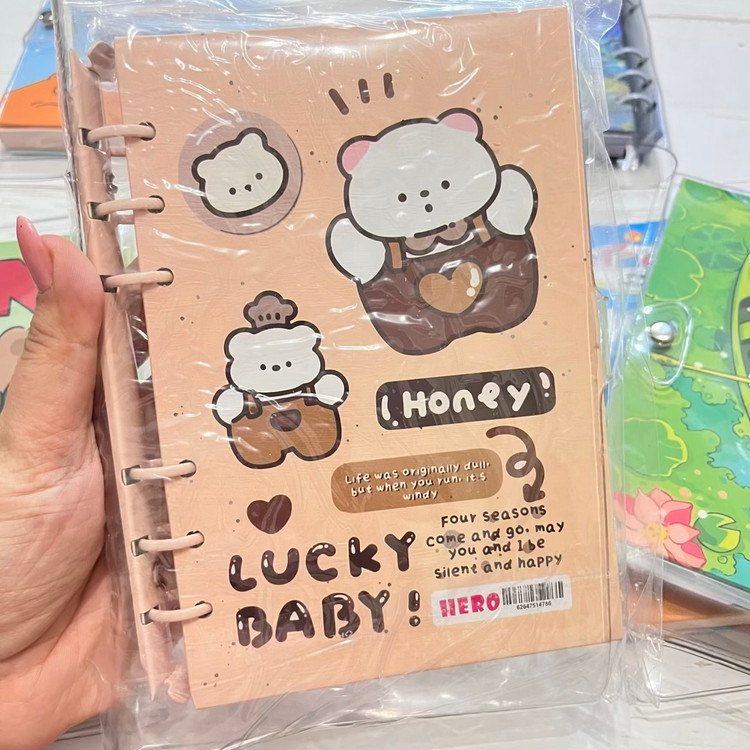 Honey
Life was originally dull,
but when you run, it's
windy
Four seasons
come and go, may
you and I be
silent and happy
LUCKY
BABY!
HERO